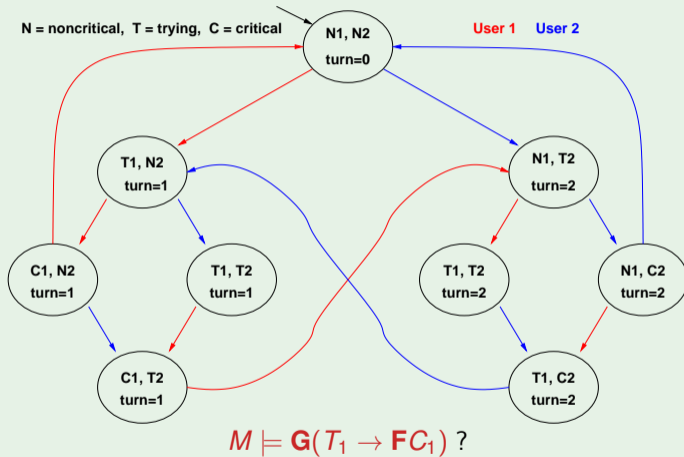 N = noncritical, T = trying, C = critical
User 1 User 2
N1, N2
turn=0
T1, N2
turn=1
N1, T2
turn=2
C1, N2
turn=1
T1, T2
turn=1
T1, T2
turn=2
N1, C2
turn=2
C1, T2
turn=1
T1, C2
turn=2
M ⊨ G(T₁ → FC₁) ?